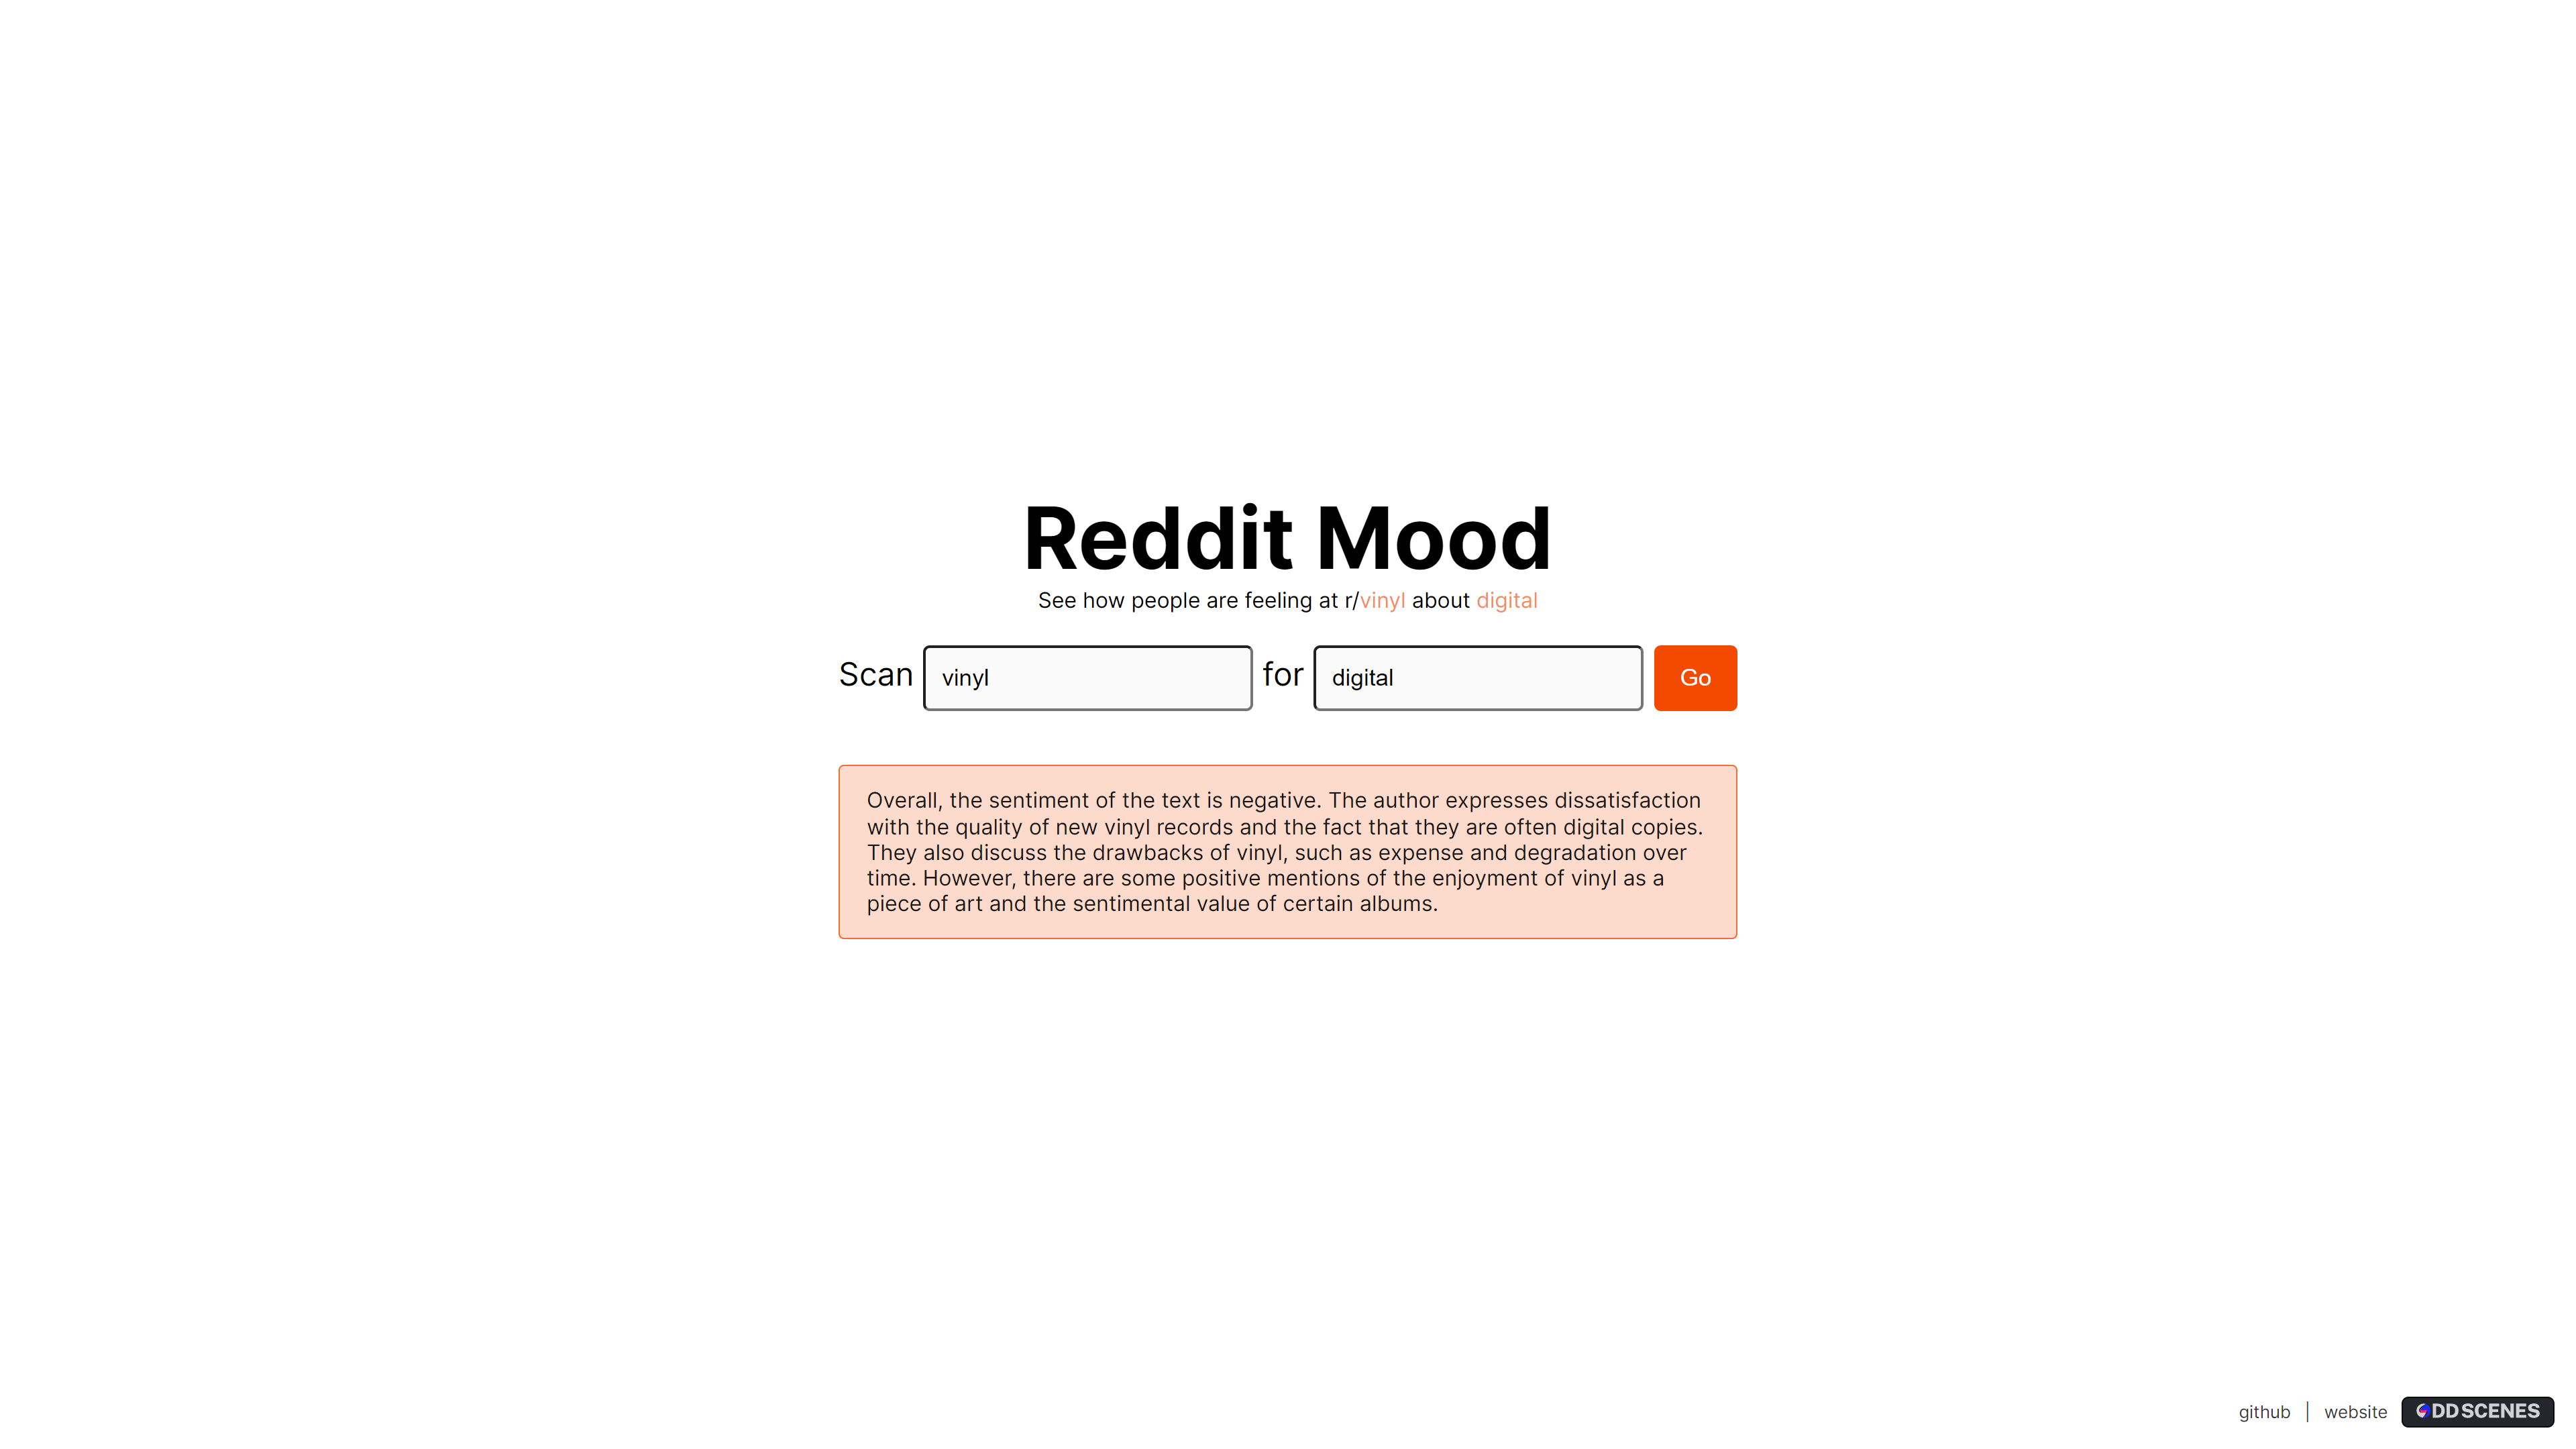 Reddit Mood
See how people are feeling at r/vinyl about digital
Scan vinyl for digital Go
Overall, the sentiment of the text is negative. The author expresses dissatisfaction
with the quality of new vinyl records and the fact that they are often digital copies.
They also discuss the drawbacks of vinyl, such as expense and degradation over
time. However, there are some positive mentions of the enjoyment of vinyl as a
piece of art and the sentimental value of certain albums.
github | website ODDSCENES